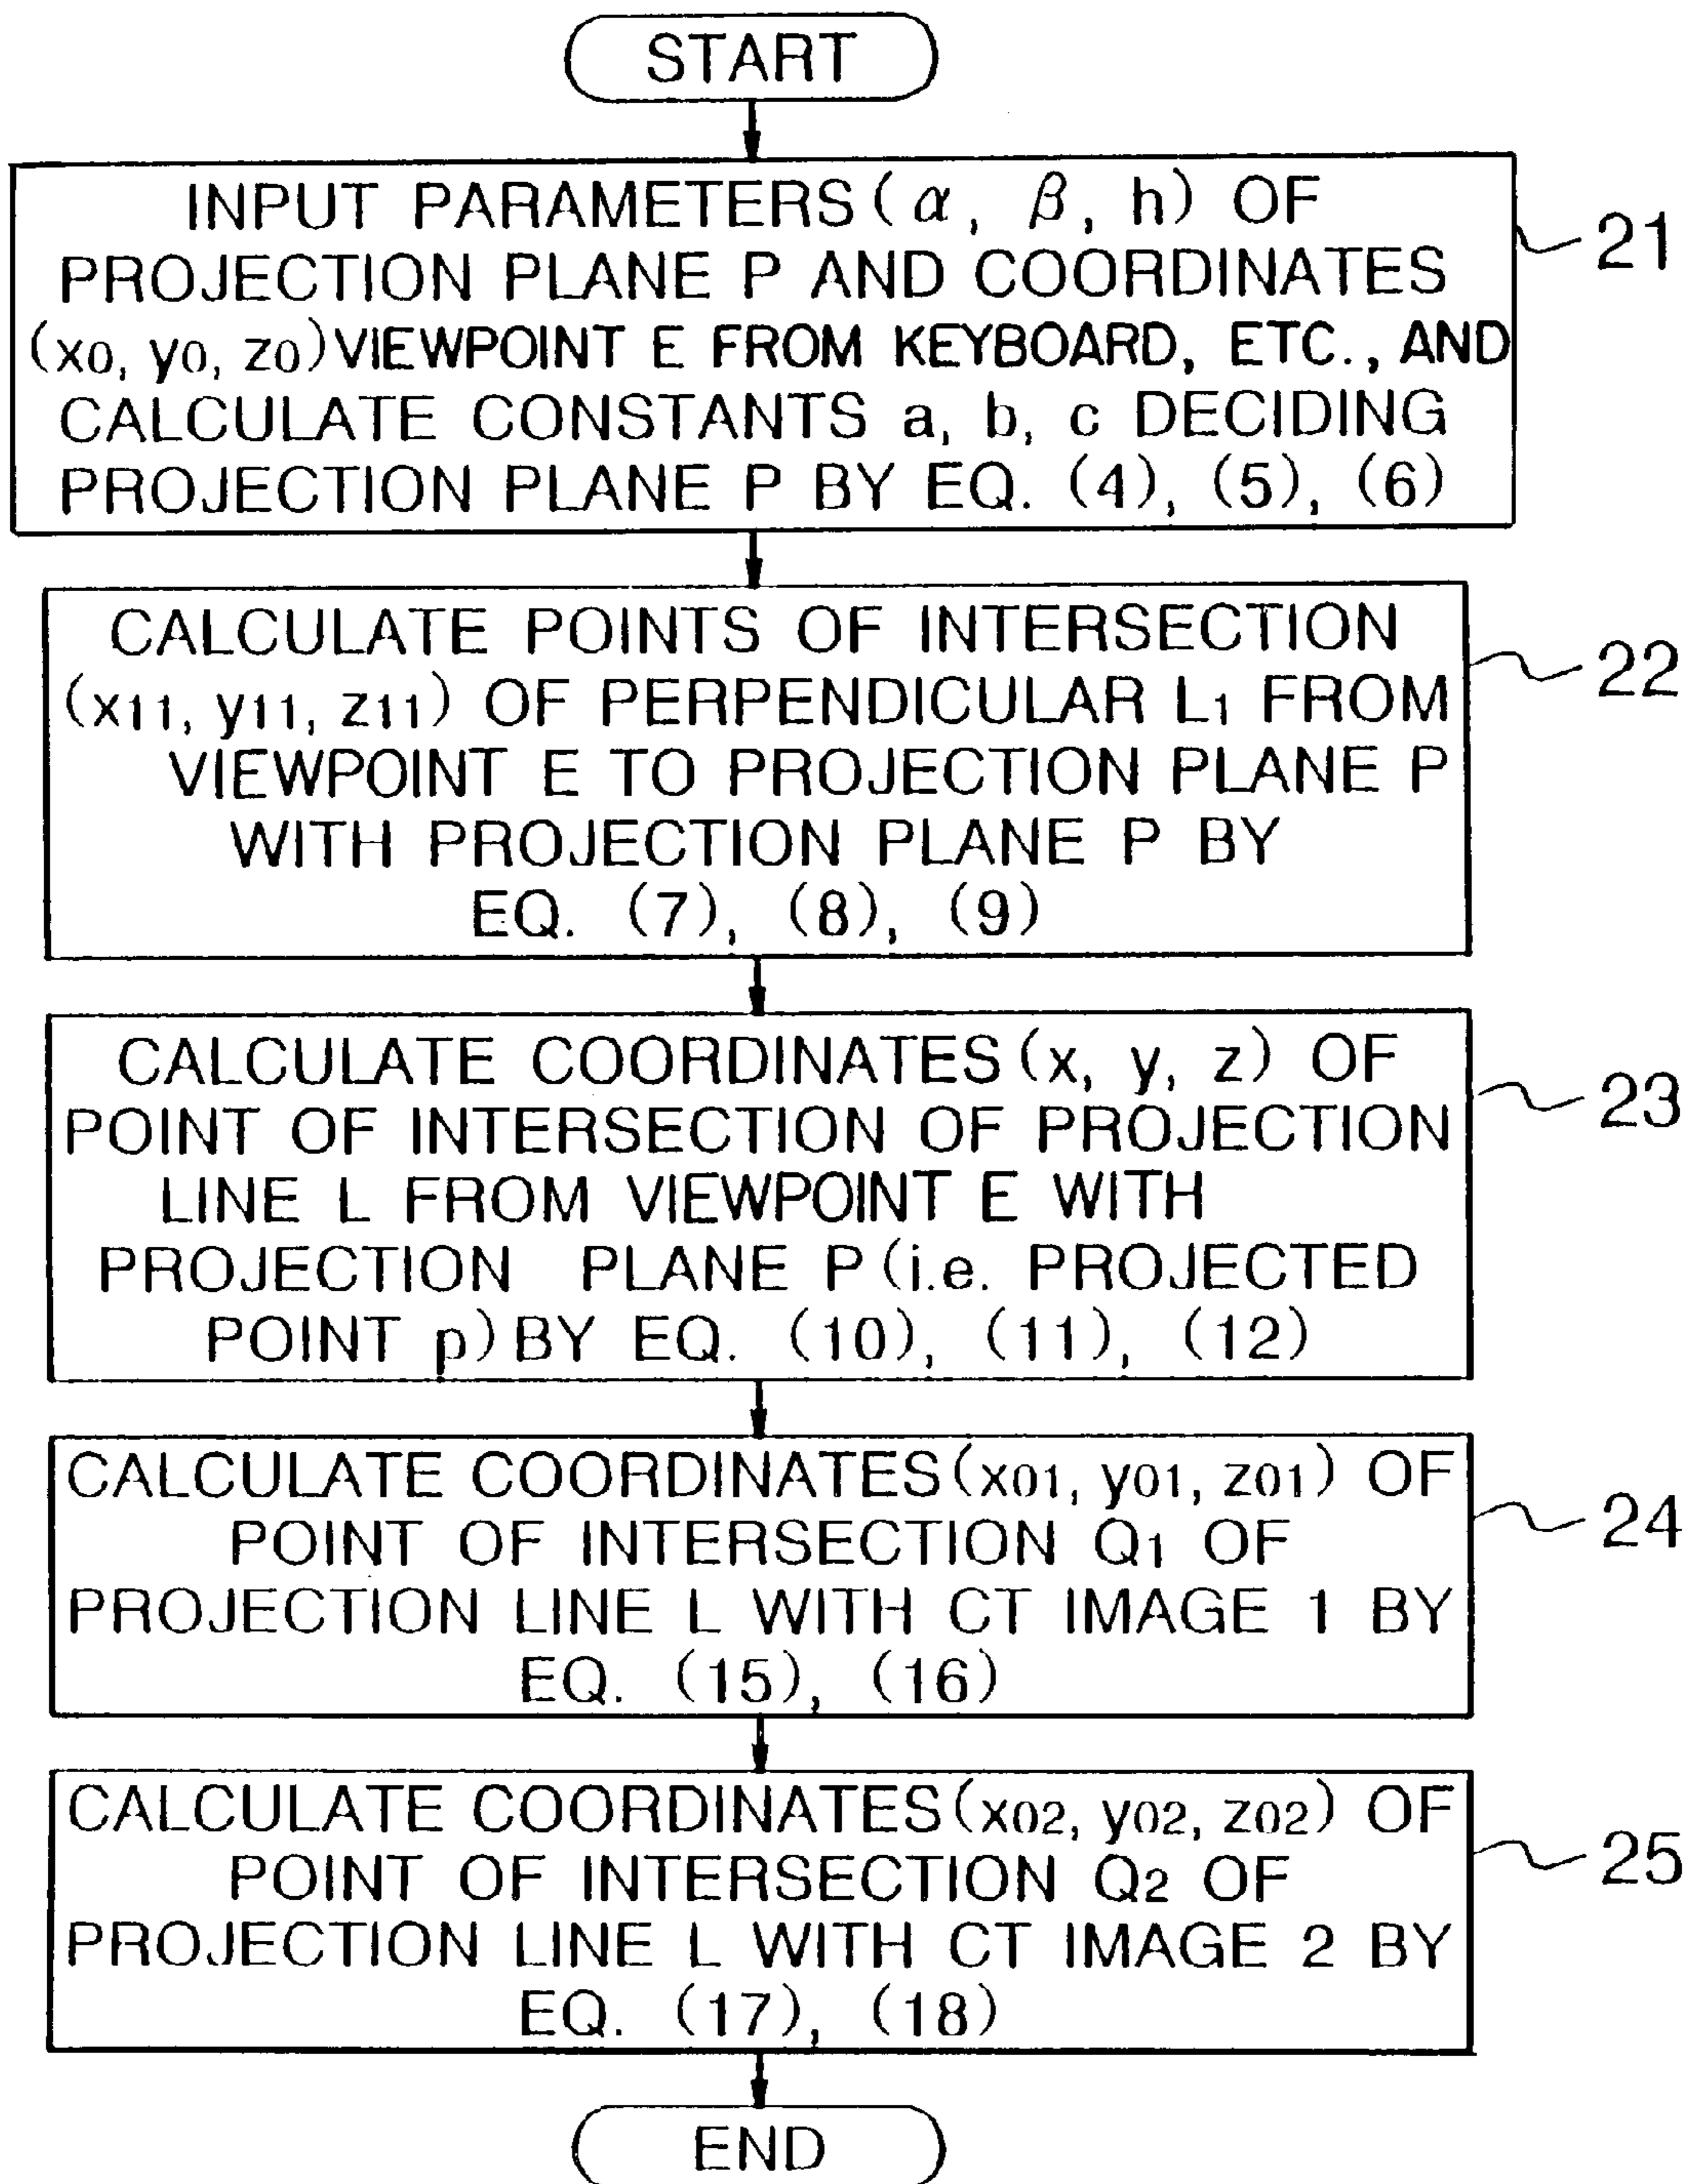 START
INPUT PARAMETERS (α, β, h) OF
PROJECTION PLANE P AND COORDINATES
(x0, y0, z0) VIEWPOINT E FROM KEYBOARD, ETC., AND
CALCULATE CONSTANTS a, b, c DECIDING
PROJECTION PLANE P BY EQ. (4), (5), (6)
21
CALCULATE POINTS OF INTERSECTION
(x11, y11, z11) OF PERPENDICULAR L1 FROM
VIEWPOINT E TO PROJECTION PLANE P
WITH PROJECTION PLANE P BY
EQ. (7), (8), (9)
22
CALCULATE COORDINATES (x, y, z) OF
POINT OF INTERSECTION OF PROJECTION
LINE L FROM VIEWPOINT E WITH
PROJECTION PLANE P (i.e. PROJECTED
POINT p) BY EQ. (10), (11), (12)
23
CALCULATE COORDINATES (x01, y01, z01) OF
POINT OF INTERSECTION Q1 OF
PROJECTION LINE L WITH CT IMAGE 1 BY
EQ. (15), (16)
24
CALCULATE COORDINATES (x02, y02, z02) OF
POINT OF INTERSECTION Q2 OF
PROJECTION LINE L WITH CT IMAGE 2 BY
EQ. (17), (18)
25
END